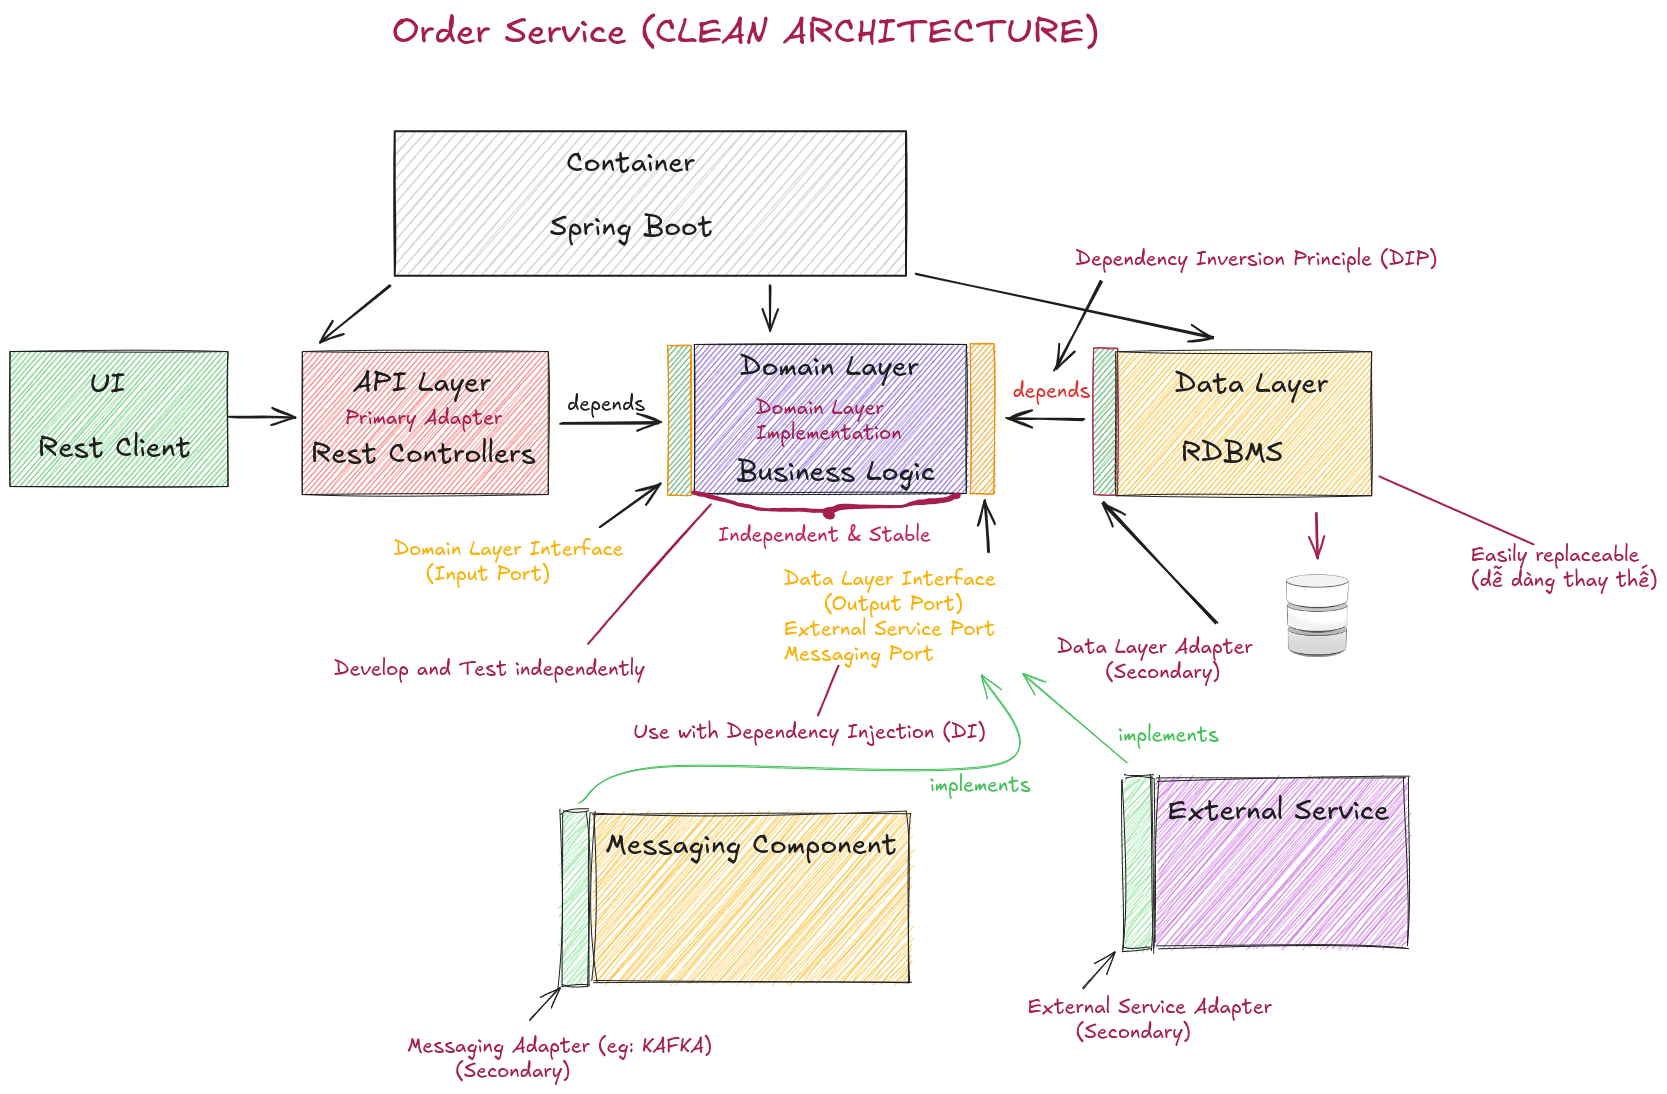 Order Service (CLEAN ARCHITECTURE)
Container
Spring Boot
Dependency Inversion Principle (DIP)
UI
Rest Client
API Layer
Primary Adapter
Rest Controllers
depends
Domain Layer
Domain Layer
Implementation
Business Logic
depends
Data Layer
RDBMS
Domain Layer Interface
(Input Port)
Independent & Stable
Easily replaceable
(dễ dàng thay thế)
Data Layer Interface
(Output Port)
External Service Port
Messaging Port
Develop and Test independently
Data Layer Adapter
(Secondary)
Use with Dependency Injection (DI)
implements
implements
Messaging Component
External Service
External Service Adapter
(Secondary)
Messaging Adapter (eg: KAFKA)
(Secondary)